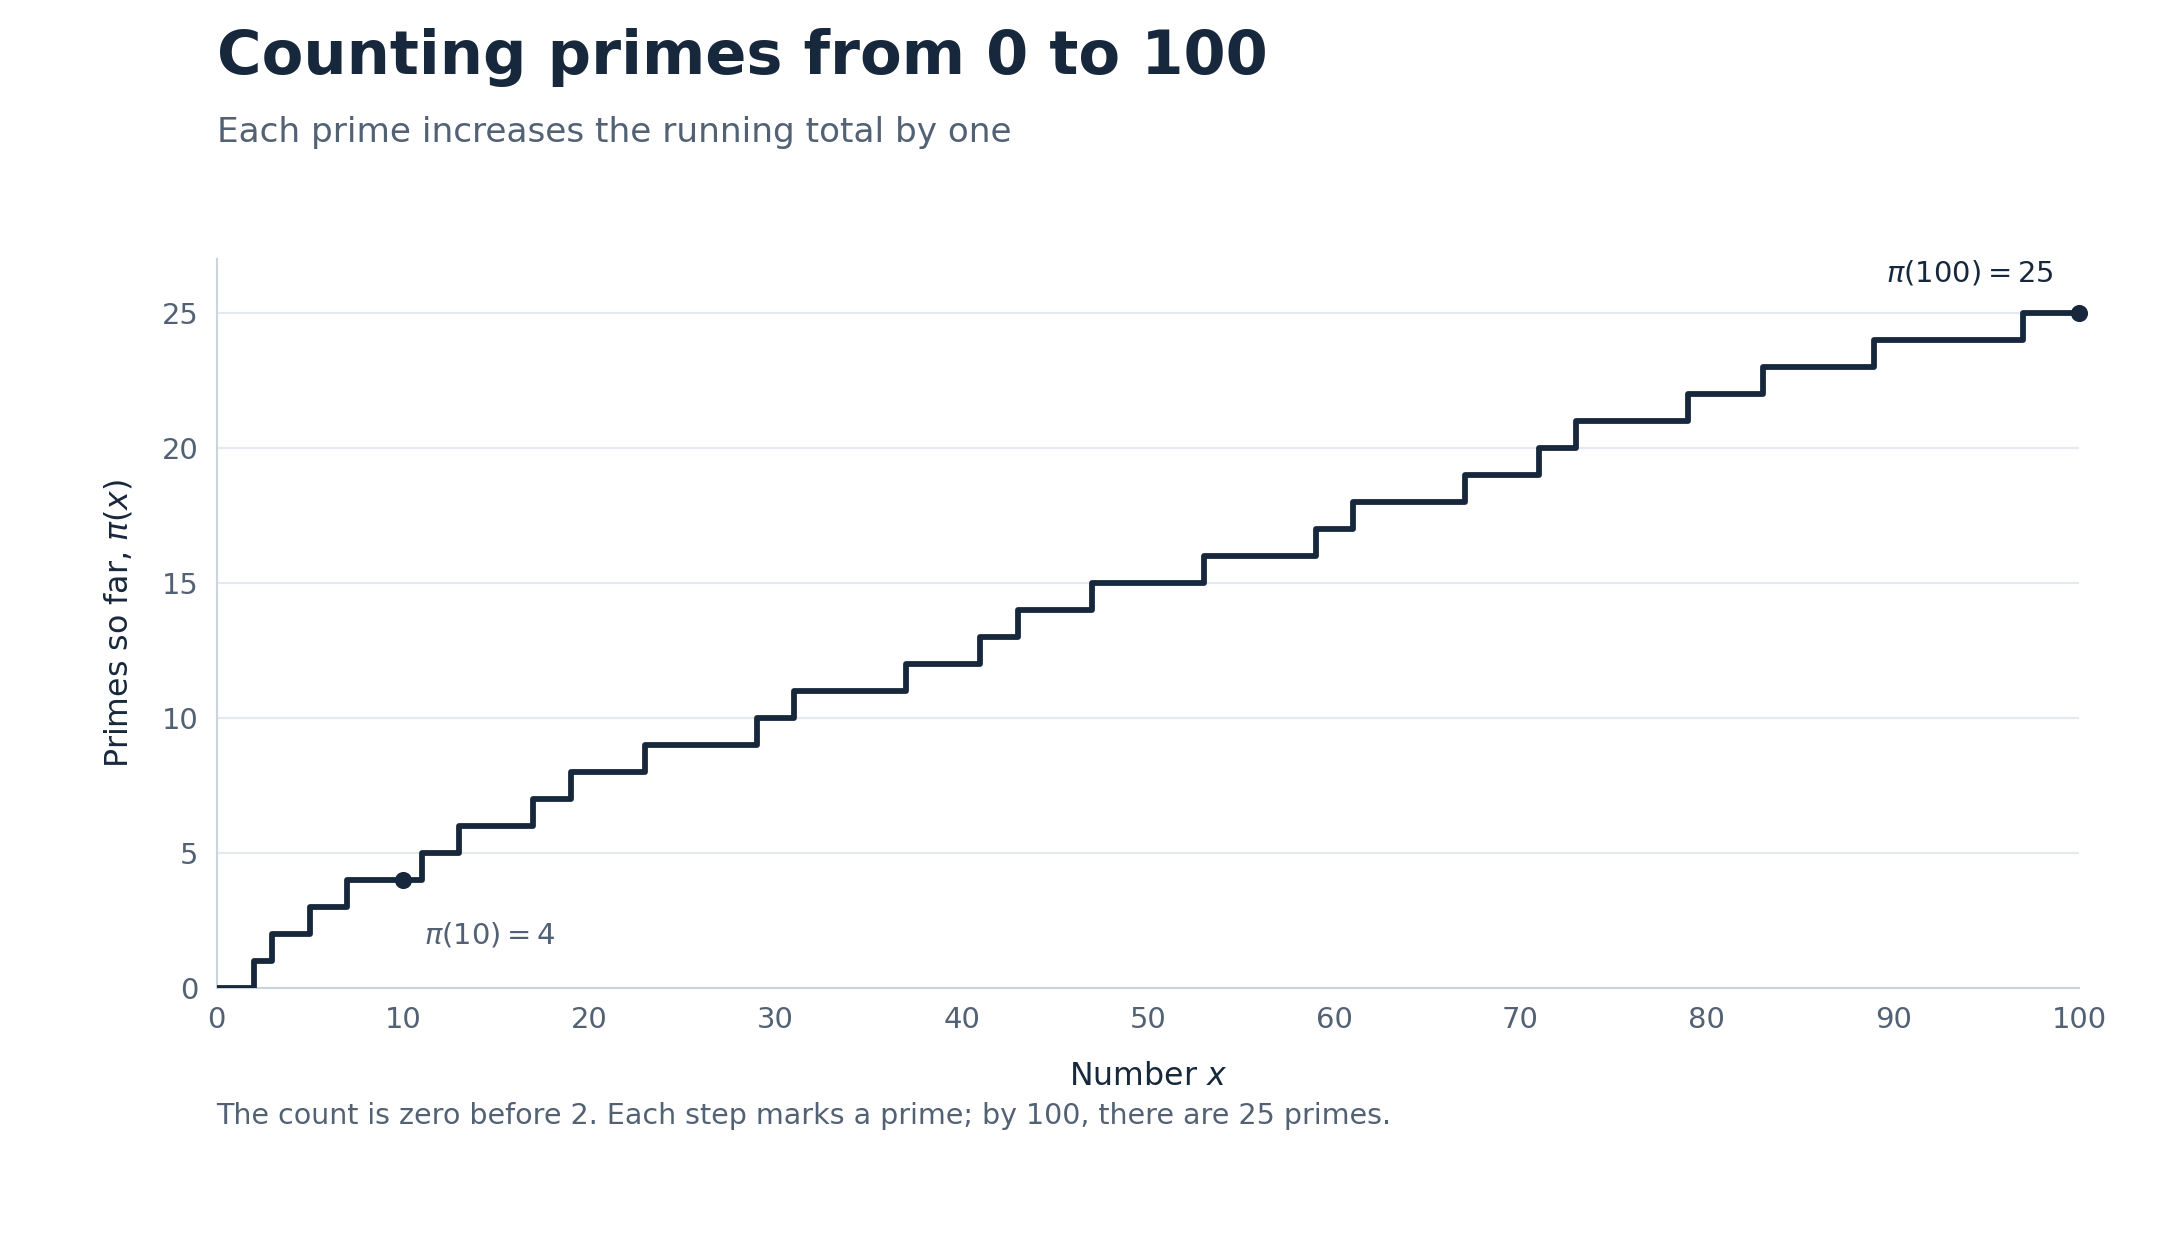 Counting primes from 0 to 100
Each prime increases the running total by one
π(100) = 25
25
20
15
10
5
0
Primes so far, π(x)
π(10) = 4
0 10 20 30 40 50 60 70 80 90 100
Number x
The count is zero before 2. Each step marks a prime; by 100, there are 25 primes.